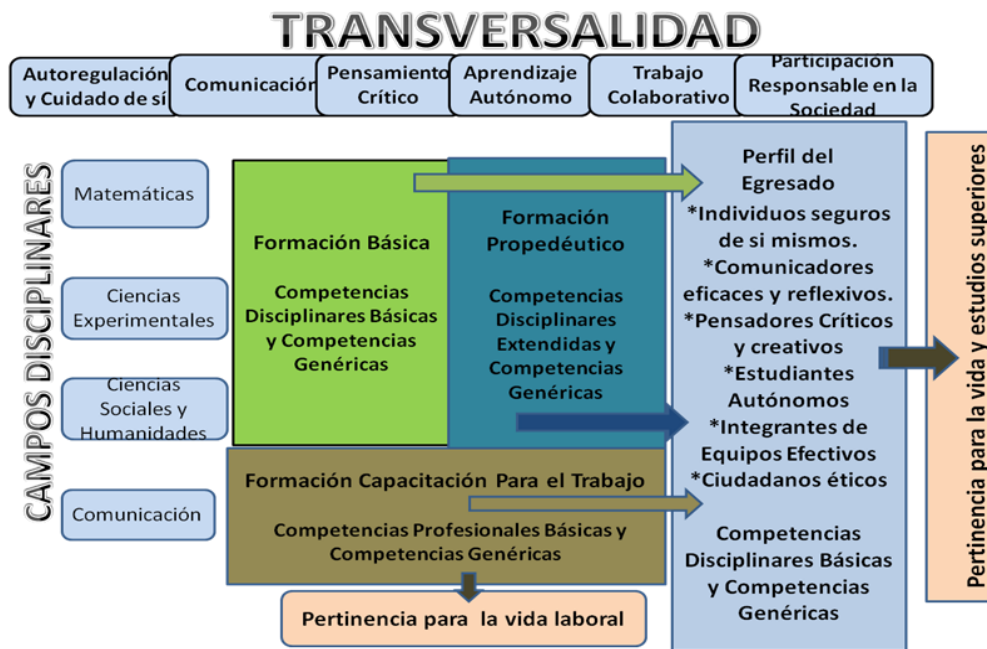 TRANSVERSALIDAD
Autoregulación
y Cuidado de sí
Comunicación
Pensamiento
Crítico
Aprendizaje
Autónomo
Trabajo
Colaborativo
Participación
Responsable en la
Sociedad
CAMPOS DISCIPLINARES
Matemáticas
Ciencias
Experimentales
Ciencias
Sociales y
Humanidades
Comunicación
Formación Básica
Competencias
Disciplinares Básicas
y Competencias
Genéricas
Formación
Propedéutico
Competencias
Disciplinares
Extendidas y
Competencias
Genéricas
Formación Capacitación Para el Trabajo
Competencias Profesionales Básicas y
Competencias Genéricas
Pertinencia para la vida laboral
Perfil del
Egresado
*Individuos seguros
de si mismos.
*Comunicadores
eficaces y reflexivos.
*Pensadores Críticos
y creativos
*Estudiantes
Autónomos
*Integrantes de
Equipos Efectivos
*Ciudadanos éticos
Competencias
Disciplinares Básicas
y Competencias
Genéricas
Pertinencia para la vida y estudios superiores